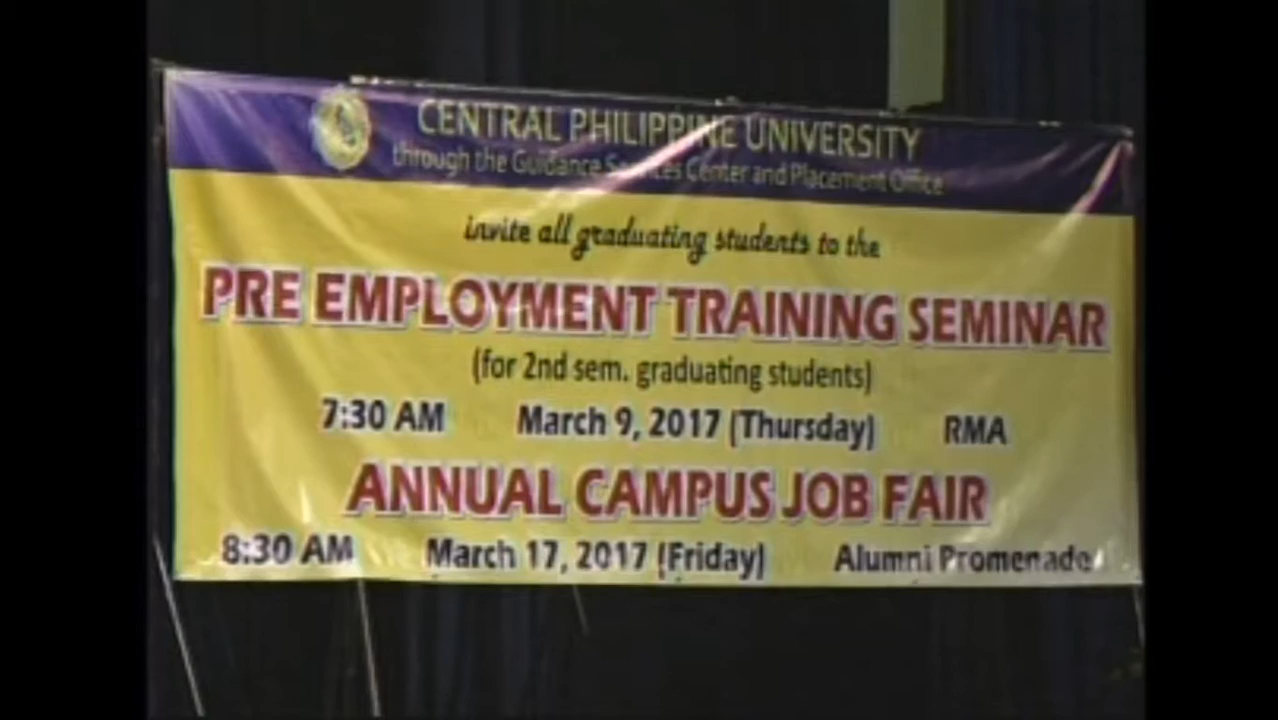 CENTRAL PHILIPPINE UNIVERSITY
through the Guidance Services Center and Placement Office
invite all graduating students to the
PRE EMPLOYMENT TRAINING SEMINAR
(for 2nd sem. graduating students)
7:30 AM March 9, 2017 (Thursday) RMA
ANNUAL CAMPUS JOB FAIR
8:30 AM March 17, 2017 (Friday) Alumni Promenade